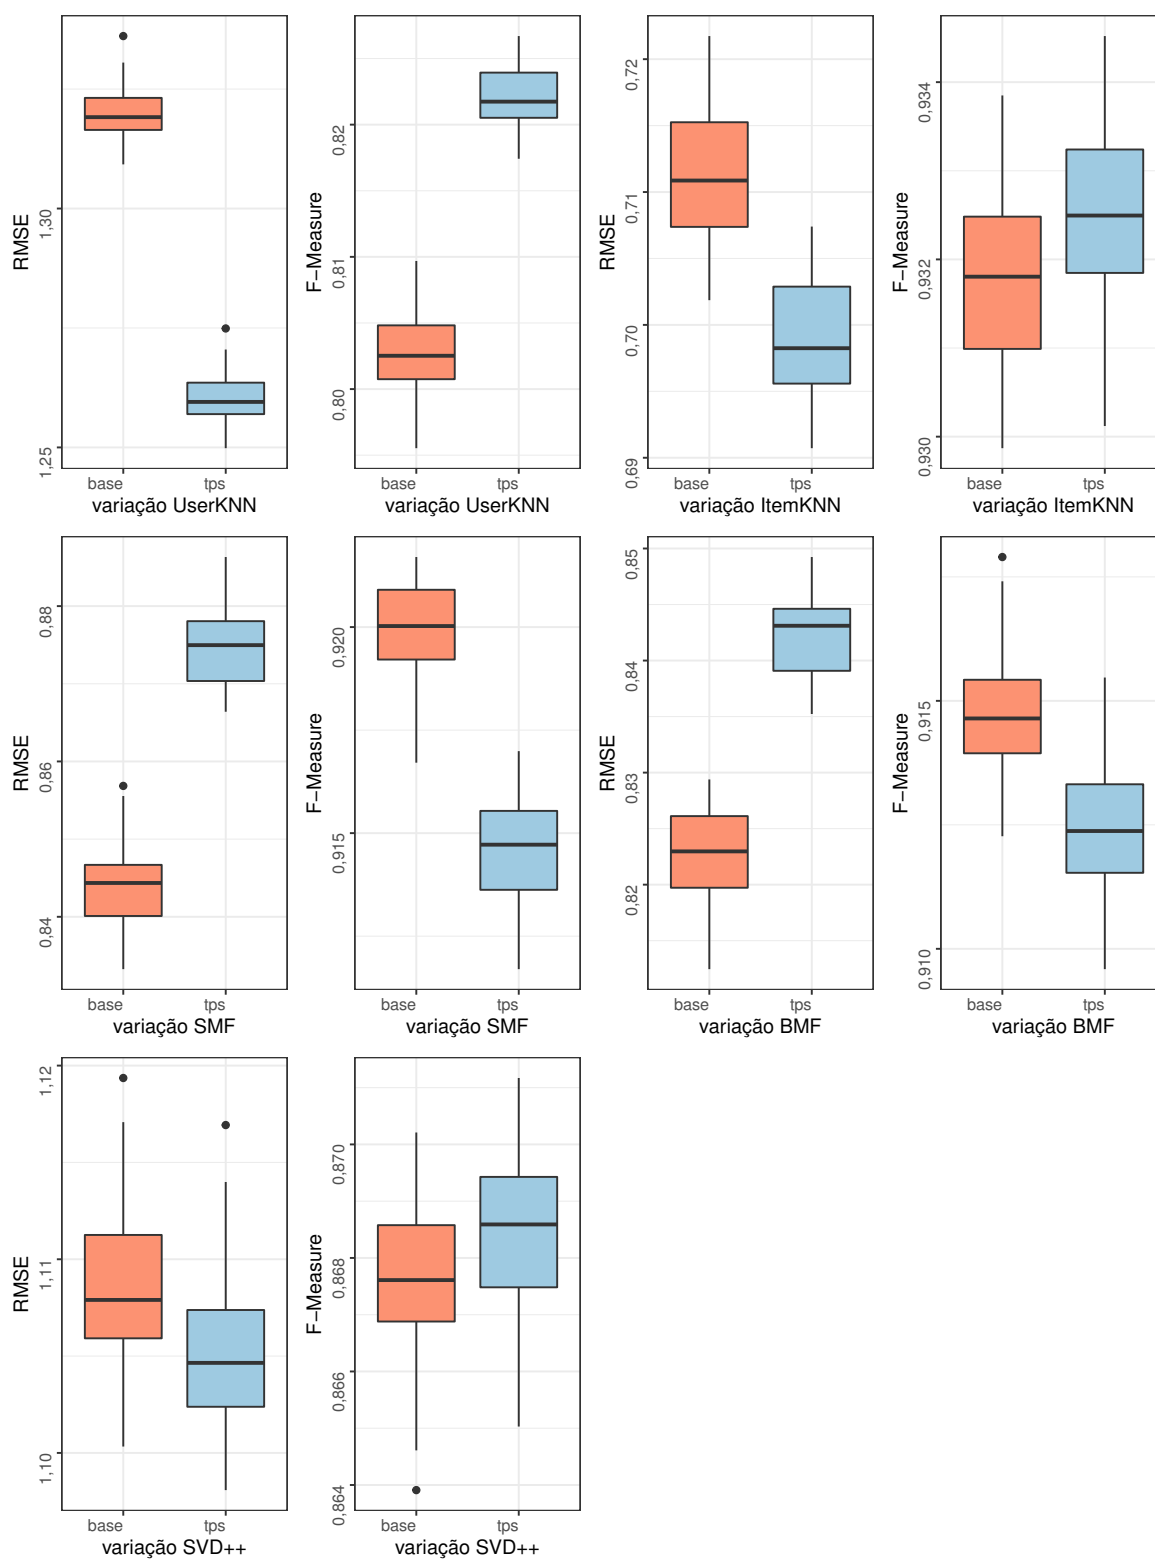 RMSE
1,30
1,25
base tps
variação UserKNN
F−Measure
0,82
0,81
0,80
base tps
variação UserKNN
RMSE
0,72
0,71
0,70
0,69
base tps
variação ItemKNN
F−Measure
0,934
0,932
0,930
base tps
variação ItemKNN
RMSE
0,88
0,86
0,84
base tps
variação SMF
F−Measure
0,920
0,915
base tps
variação SMF
RMSE
0,85
0,84
0,83
0,82
base tps
variação BMF
F−Measure
0,915
0,910
base tps
variação BMF
RMSE
1,12
1,11
1,10
base tps
variação SVD++
F−Measure
0,870
0,868
0,866
0,864
base tps
variação SVD++